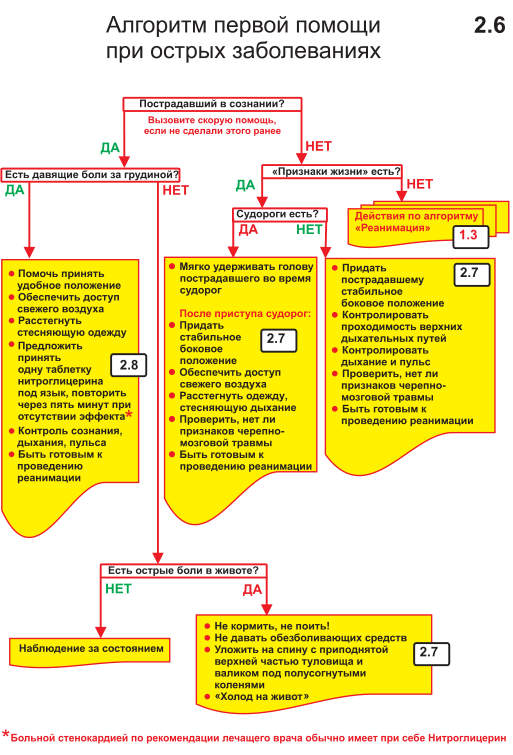 Алгоритм первой помощи
при острых заболеваниях
2.6
Пострадавший в сознании?
Вызовите скорую помощь,
если не сделали этого ранее
ДА
НЕТ
Есть давящие боли за грудиной?
«Признаки жизни» есть?
ДА
НЕТ
ДА
НЕТ
Судороги есть?
ДА
НЕТ
Действия по алгоритму
«Реанимация»
1.3
Помочь принять
удобное положение
Обеспечить доступ
свежего воздуха
Расстегнуть
стесняющую одежду
Предложить
принять
одну таблетку
нитроглицерина
под язык, повторить
через пять минут при
отсутствии эффекта*
Контроль сознания,
дыхания, пульса
Быть готовым к
проведению
реанимации
2.8
Мягко удерживать голову
пострадавшего во время
судорог
После приступа судорог:
Придать
стабильное
боковое
положение
Обеспечить доступ
свежего воздуха
Расстегнуть одежду,
стесняющую дыхание
Проверить, нет ли
признаков черепно-
мозговой травмы
Быть готовым к
проведению реанимации
2.7
Придать
пострадавшему
стабильное
боковое положение
Контролировать
проходимость верхних
дыхательных путей
Контролировать
дыхание и пульс
Проверить, нет ли
признаков черепно-
мозговой травмы
Быть готовым к
проведению реанимации
2.7
Есть острые боли в животе?
НЕТ
ДА
Наблюдение за состоянием
Не кормить, не поить!
Не давать обезболивающих средств
Уложить на спину с приподнятой
верхней частью туловища и
валиком под полусогнутыми
коленями
«Холод на живот»
2.7
*Больной стенокардией по рекомендации лечащего врача обычно имеет при себе Нитроглицерин